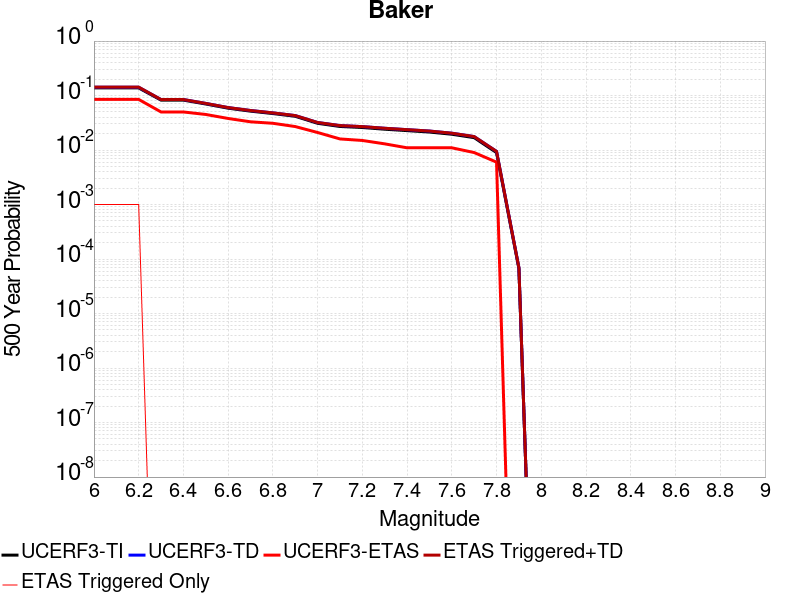 Baker
10 0
10 -1
10 -2
10 -3
10 -4
10 -5
10 -6
10 -7
10 -8
500 Year Probability
6 6.2 6.4 6.6 6.8 7 7.2 7.4 7.6 7.8 8 8.2 8.4 8.6 8.8 9
Magnitude
UCERF3-TI UCERF3-TD UCERF3-ETAS ETAS Triggered+TD
ETAS Triggered Only